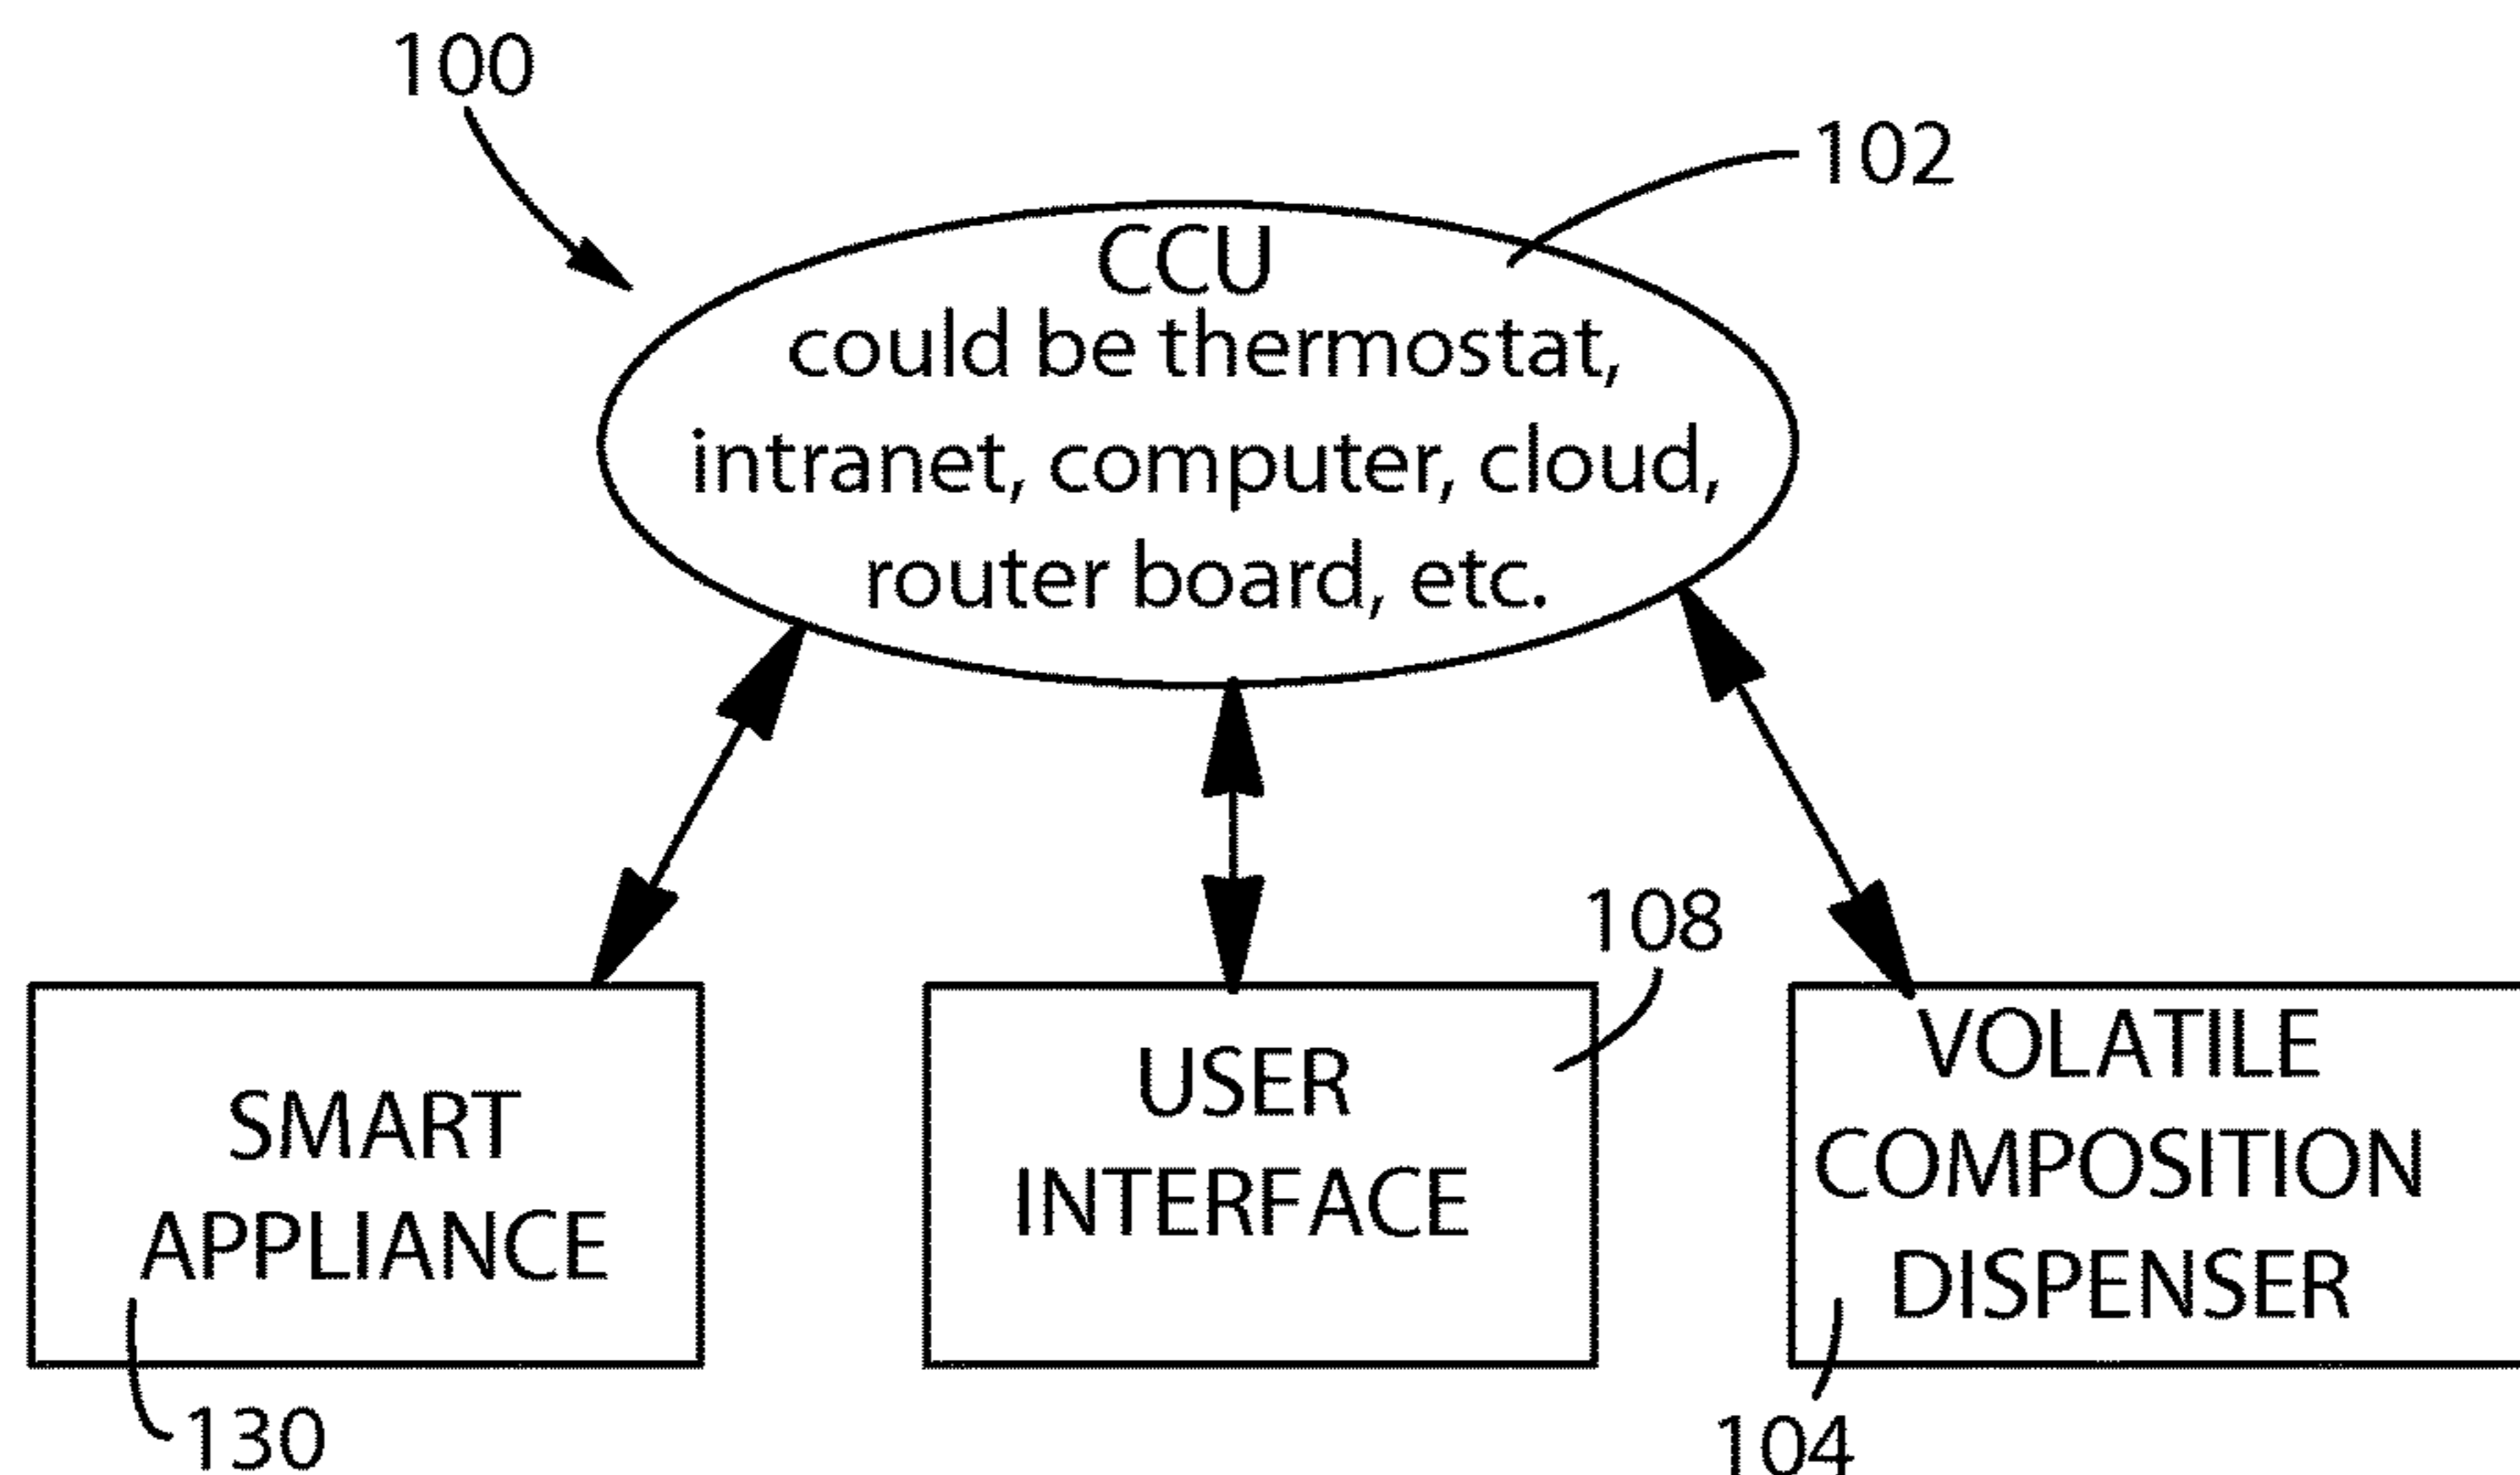 100
102
CCU
could be thermostat,
intranet, computer, cloud,
router board, etc.
108
SMART
APPLIANCE
USER
INTERFACE
VOLATILE
COMPOSITION
DISPENSER
130
104